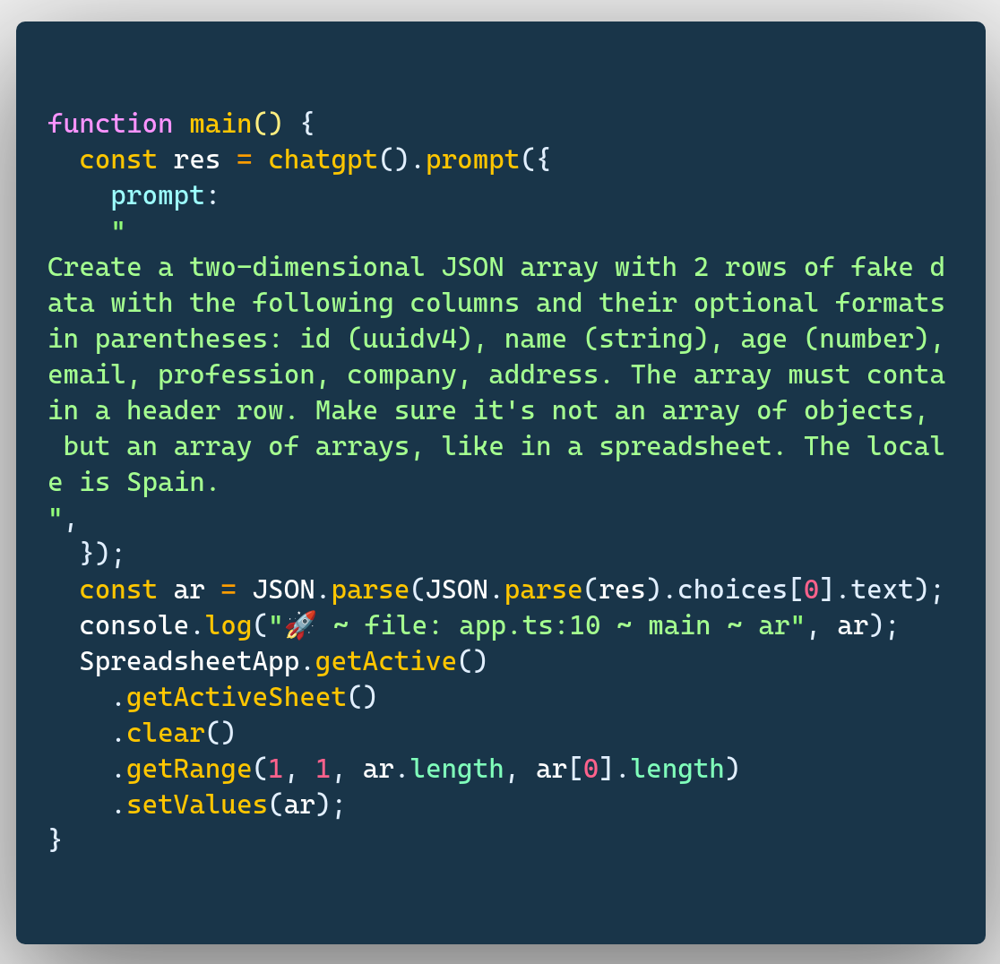 function main() {
  const res = chatgpt().prompt({
    prompt:
    "
Create a two-dimensional JSON array with 2 rows of fake d
ata with the following columns and their optional formats
in parentheses: id (uuidv4), name (string), age (number),
email, profession, company, address. The array must conta
in a header row. Make sure it's not an array of objects,
 but an array of arrays, like in a spreadsheet. The local
e is Spain.
",
  });
  const ar = JSON.parse(JSON.parse(res).choices[0].text);
  console.log("🚀 ~ file: app.ts:10 ~ main ~ ar", ar);
  SpreadsheetApp.getActive()
    .getActiveSheet()
    .clear()
    .getRange(1, 1, ar.length, ar[0].length)
    .setValues(ar);
}